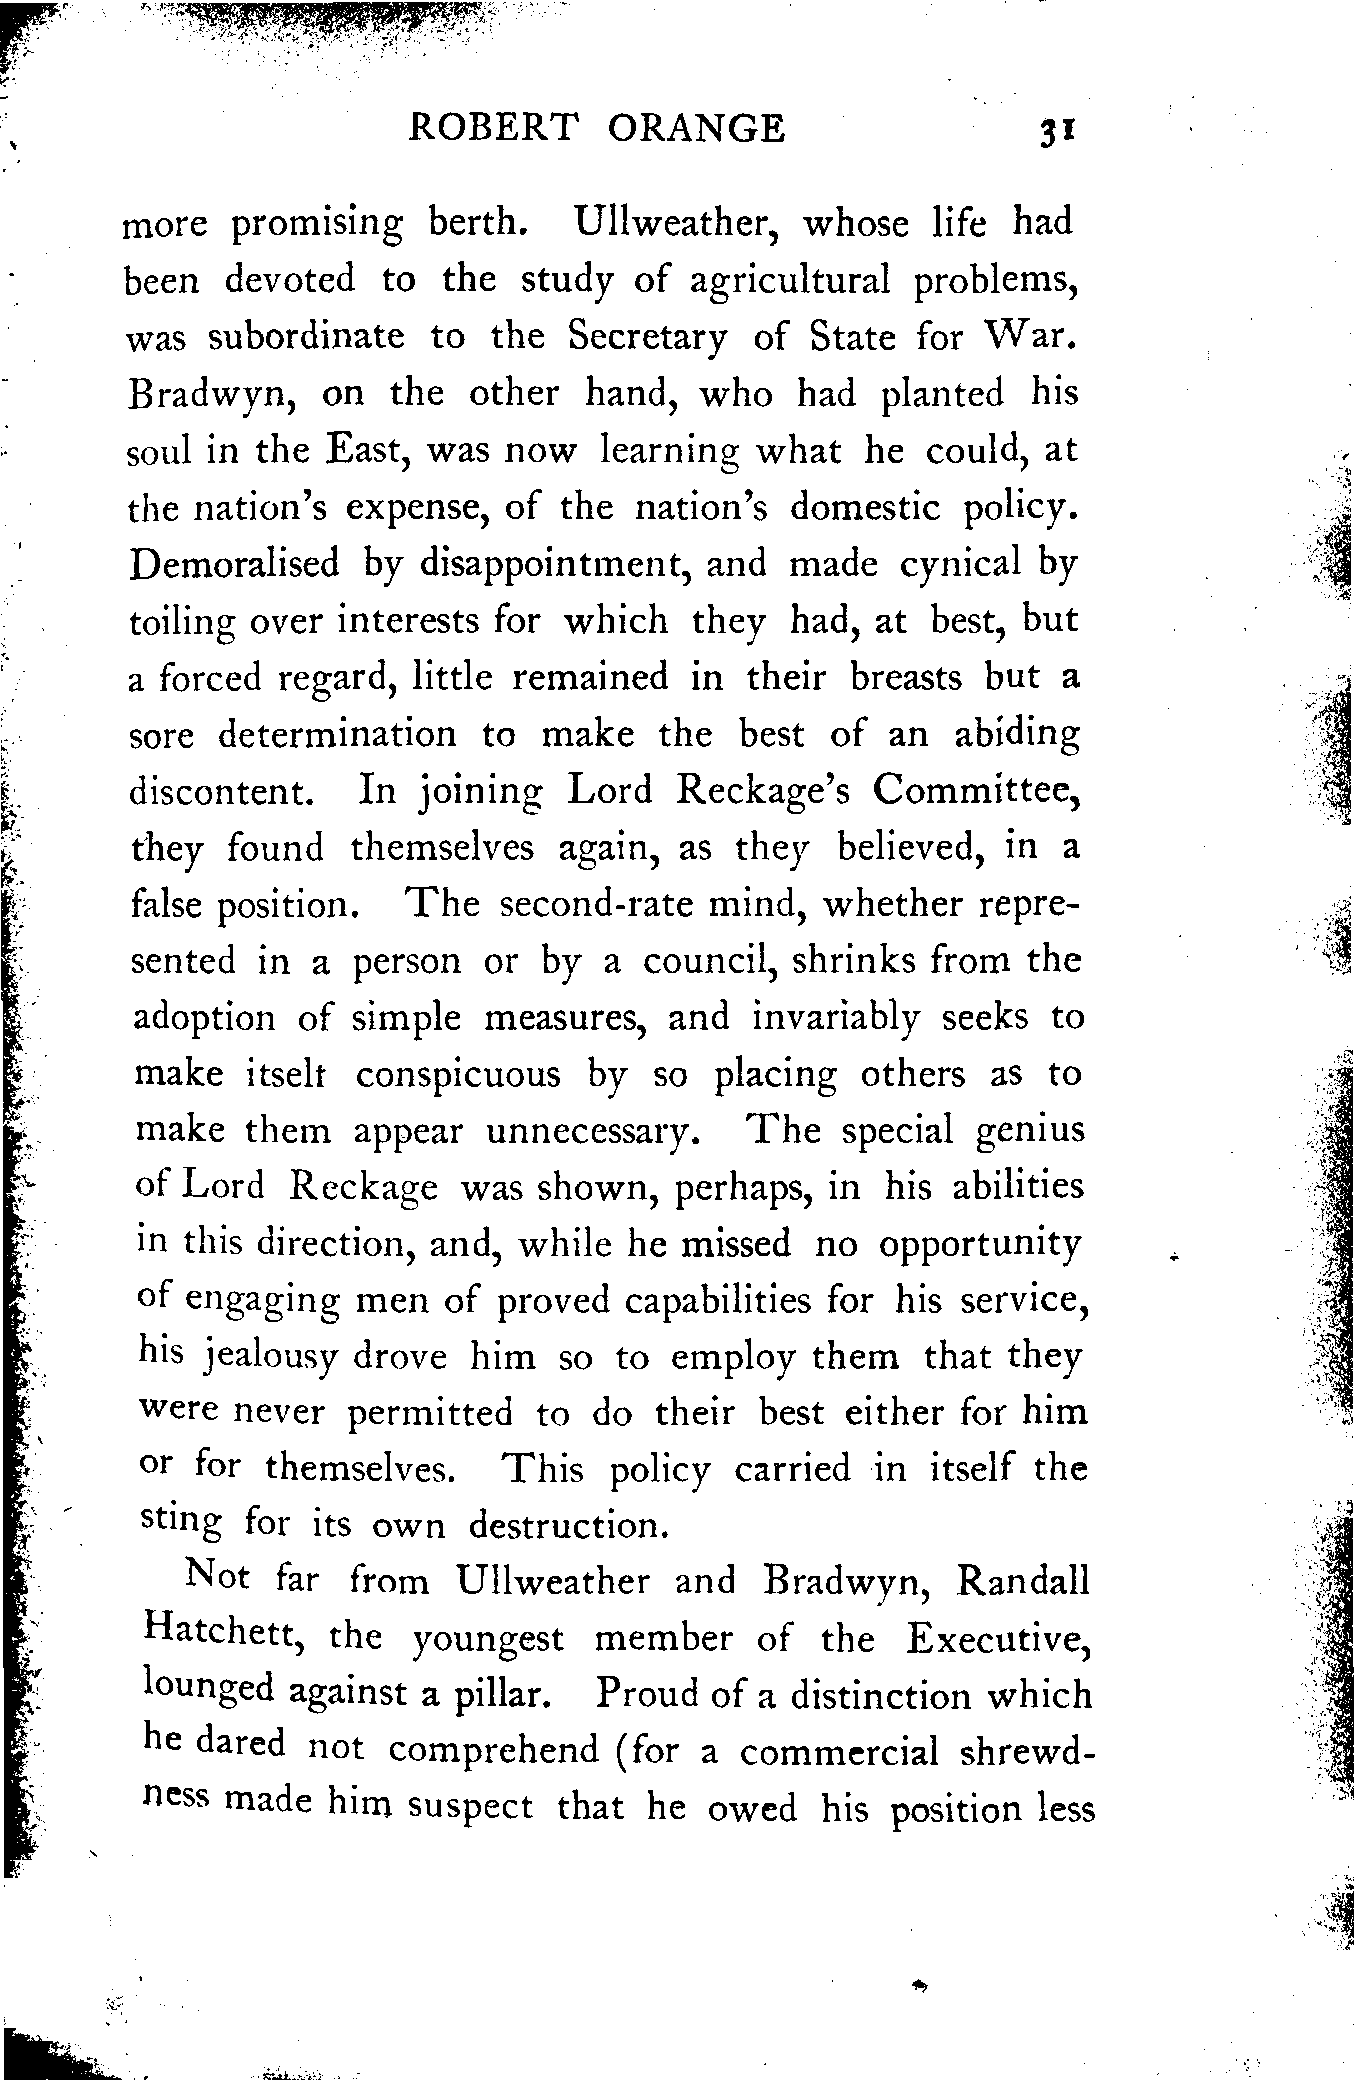 ROBERT ORANGE 31
more promising berth. Ullweather, whose life had
been devoted to the study of agricultural problems,
was subordinate to the Secretary of State for War.
Bradwyn, on the other hand, who had planted his
soul in the East, was now learning what he could, at
the nation's expense, of the nation's domestic policy.
Demoralised by disappointment, and made cynical by
toiling over interests for which they had, at best, but
a forced regard, little remained in their breasts but a
sore determination to make the best of an abiding
discontent. In joining Lord Reckage's Committee,
they found themselves again, as they believed, in a
false position. The second-rate mind, whether repre-
sented in a person or by a council, shrinks from the
adoption of simple measures, and invariably seeks to
make itself conspicuous by so placing others as to
make them appear unnecessary. The special genius
of Lord Reckage was shown, perhaps, in his abilities
in this direction, and, while he missed no opportunity
of engaging men of proved capabilities for his service,
his jealousy drove him so to employ them that they
were never permitted to do their best either for him
or for themselves. This policy carried in itself the
sting for its own destruction.
Not far from Ullweather and Bradwyn, Randall
Hatchett, the youngest member of the Executive,
lounged against a pillar. Proud of a distinction which
he dared not comprehend (for a commercial shrewd-
ness made him suspect that he owed his position less